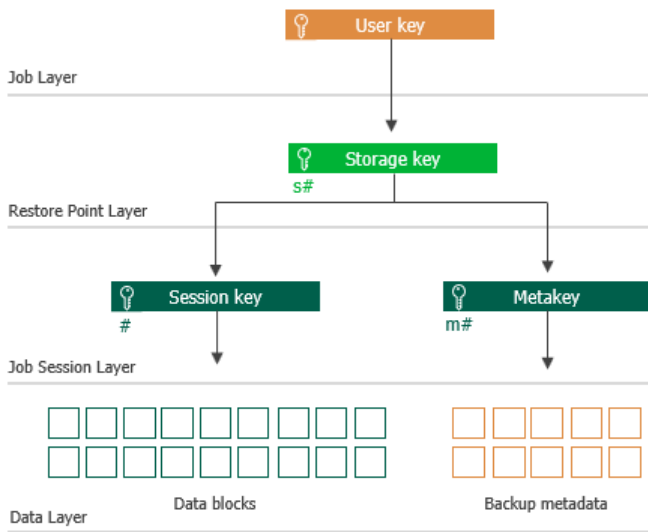 User key
Job Layer
Storage key
s#
Restore Point Layer
Session key
Metakey
#
m#
Job Session Layer
Data blocks
Backup metadata
Data Layer